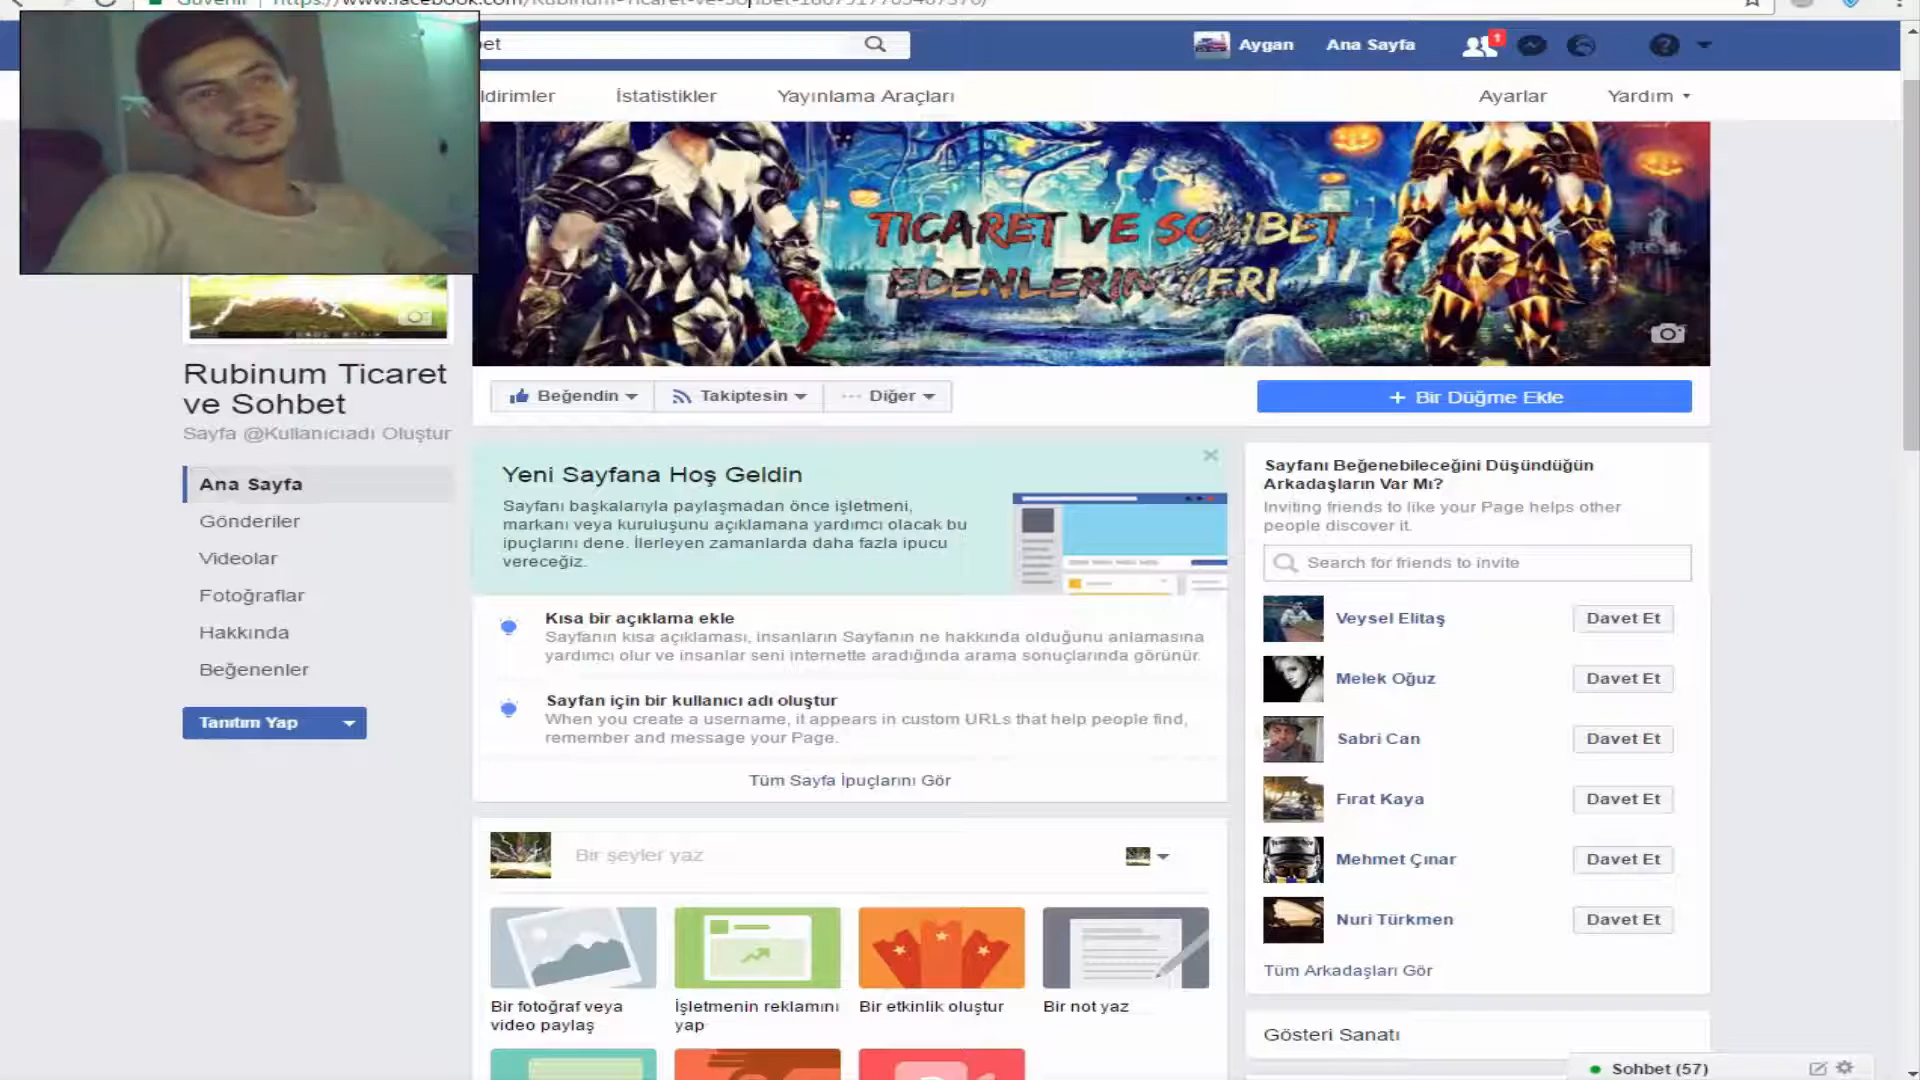 et
Aygan
Ana Sayfa
1
ldirimler
İstatistikler
Yayınlama Araçları
Ayarlar
Yardım
TİCARET VE SOHBET
EDENLERİN YERİ
Rubinum Ticaret
ve Sohbet
Sayfa @Kullanıcıadı Oluştur
Beğendin
Takiptesin
Diğer
+ Bir Düğme Ekle
Ana Sayfa
Gönderiler
Videolar
Fotoğraflar
Hakkında
Beğenenler
Tanıtım Yap
Yeni Sayfana Hoş Geldin
Sayfanı başkalarıyla paylaşmadan önce işletmeni,
markanı veya kuruluşunu açıklamana yardımcı olacak bu
ipuçlarını dene. İlerleyen zamanlarda daha fazla ipucu
vereceğiz.
Kısa bir açıklama ekle
Sayfanın kısa açıklaması, insanların Sayfanın ne hakkında olduğunu anlamasına
yardımcı olur ve insanlar seni internette aradığında arama sonuçlarında görünür.
Sayfan için bir kullanıcı adı oluştur
When you create a username, it appears in custom URLs that help people find,
remember and message your Page.
Tüm Sayfa İpuçlarını Gör
Bir şeyler yaz
Bir fotoğraf veya
video paylaş
İşletmenin reklamını
yap
Bir etkinlik oluştur
Bir not yaz
Sayfanı Beğenebileceğini Düşündüğün
Arkadaşların Var Mı?
Inviting friends to like your Page helps other
people discover it.
Search for friends to invite
Veysel Elitaş
Davet Et
Melek Oğuz
Davet Et
Sabri Can
Davet Et
Fırat Kaya
Davet Et
Mehmet Çınar
Davet Et
Nuri Türkmen
Davet Et
Tüm Arkadaşları Gör
Gösteri Sanatı
Sohbet (57)